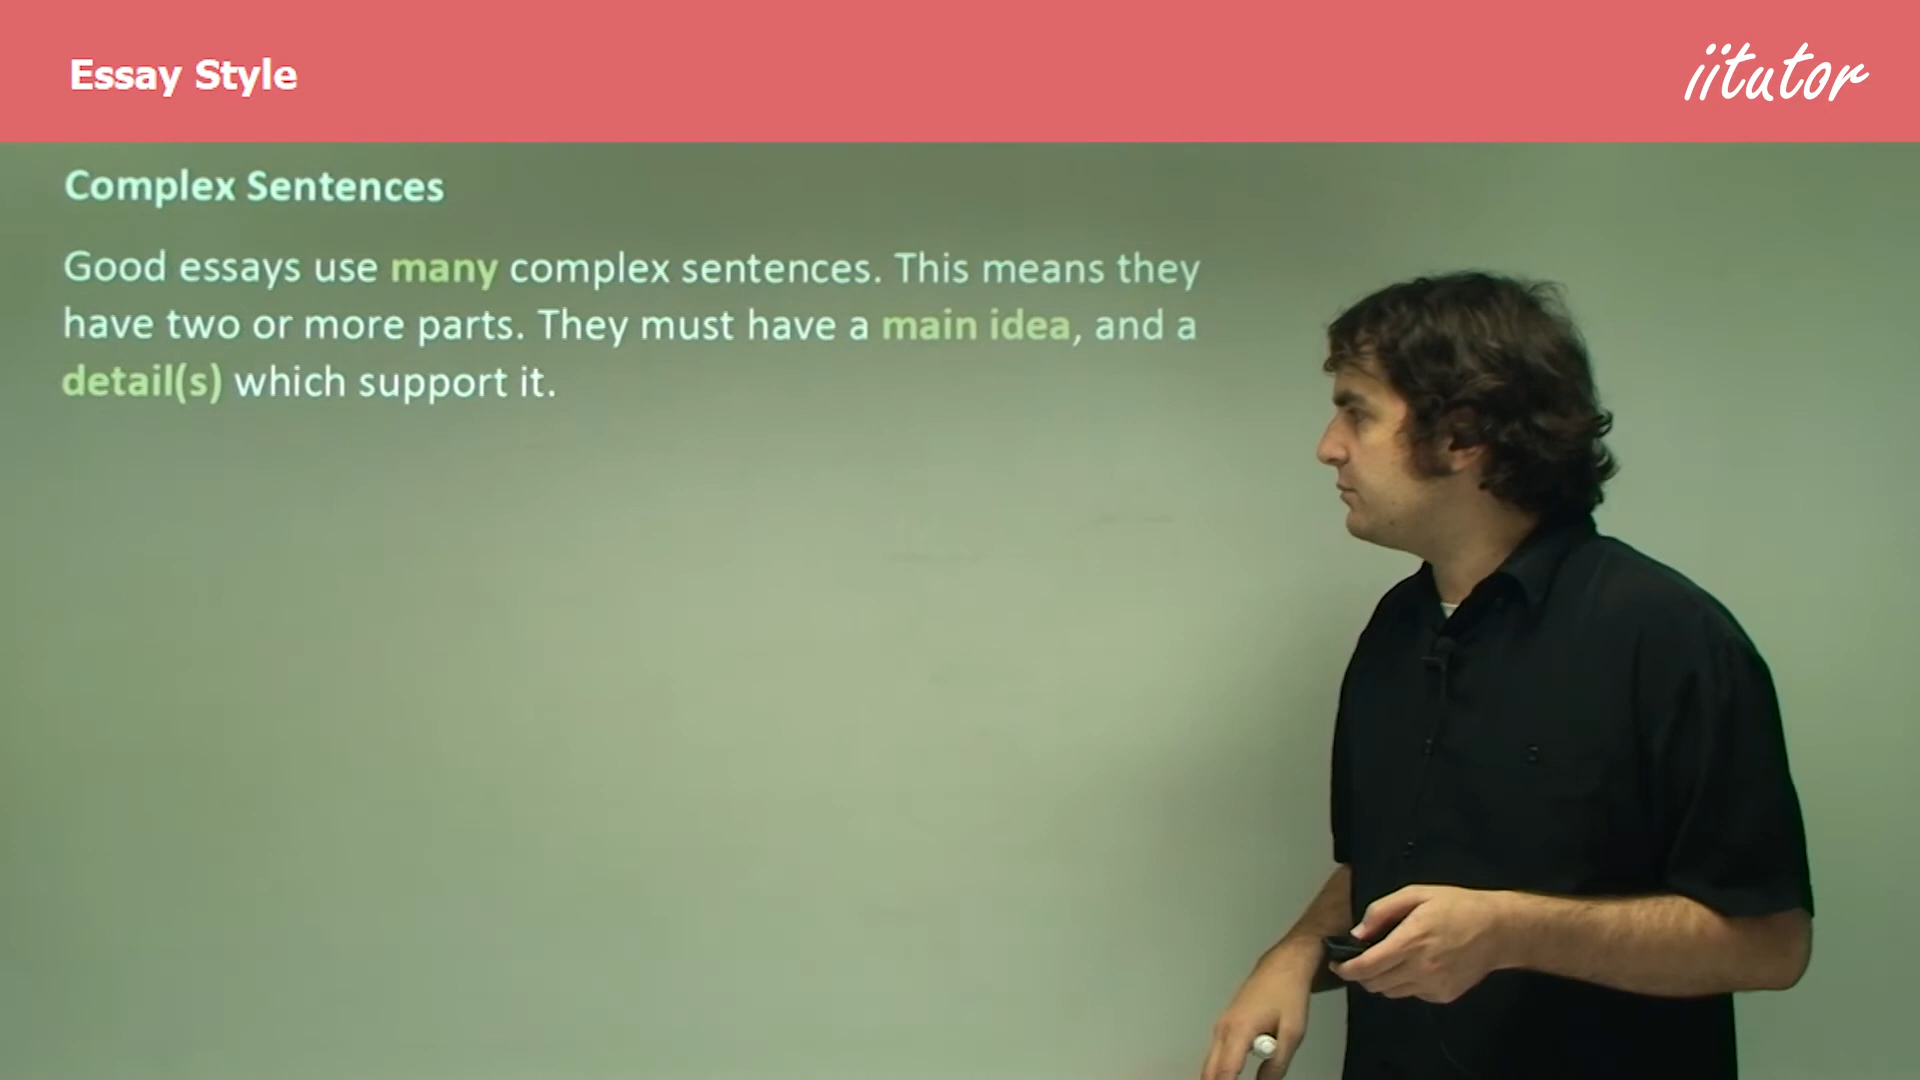 Essay Style
iitutor
Complex Sentences
Good essays use many complex sentences. This means they
have two or more parts. They must have a main idea, and a
detail(s) which support it.